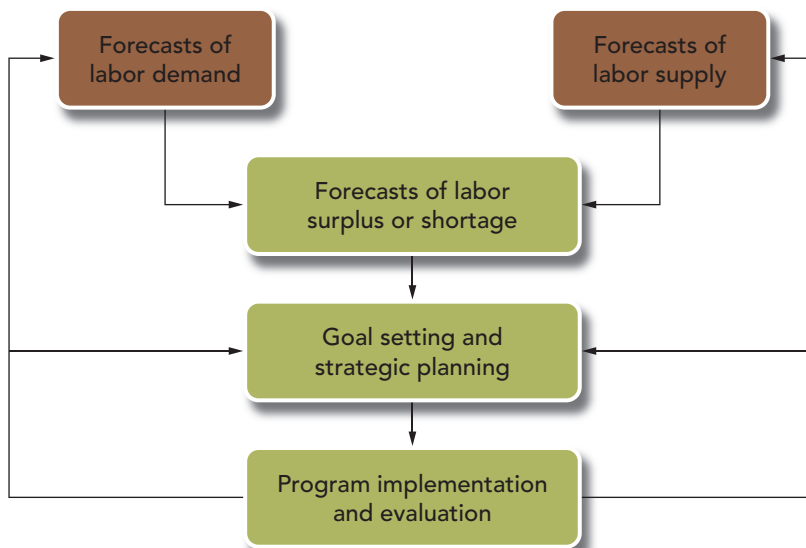 Forecasts of
labor demand
Forecasts of
labor supply
Forecasts of labor
surplus or shortage
Goal setting and
strategic planning
Program implementation
and evaluation